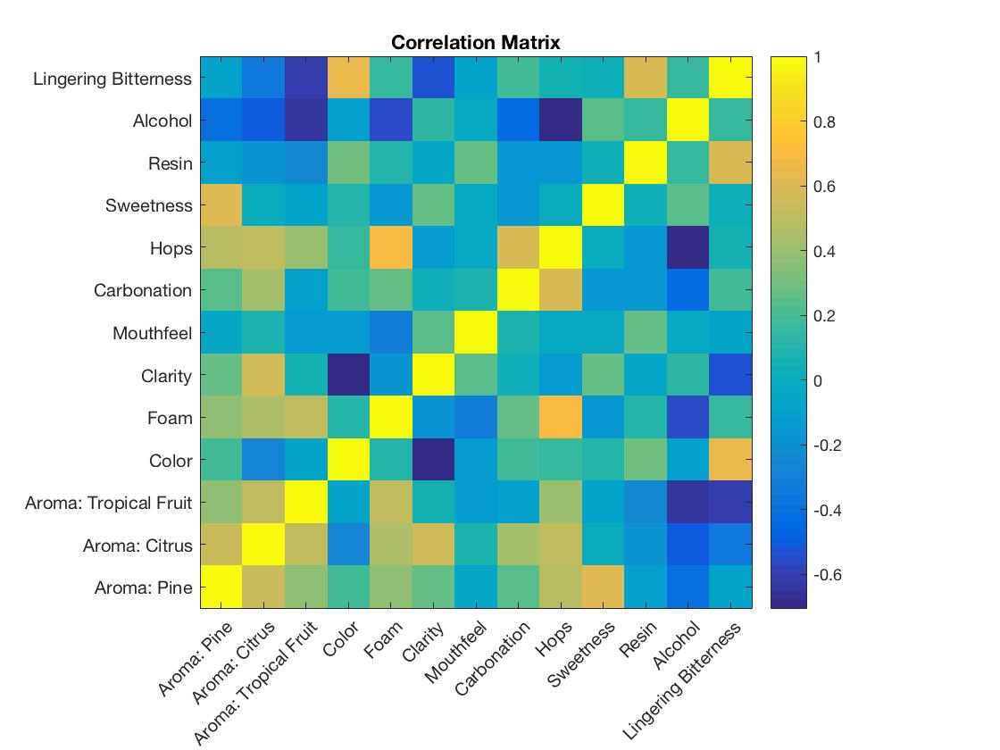 Correlation Matrix
Lingering Bitterness
Alcohol
Resin
Sweetness
Hops
Carbonation
Mouthfeel
Clarity
Foam
Color
Aroma: Tropical Fruit
Aroma: Citrus
Aroma: Pine
Aroma: Pine
Aroma: Citrus
Aroma: Tropical Fruit
Color
Foam
Clarity
Mouthfeel
Carbonation
Hops
Sweetness
Resin
Alcohol
Lingering Bitterness
1
0.8
0.6
0.4
0.2
0
-0.2
-0.4
-0.6